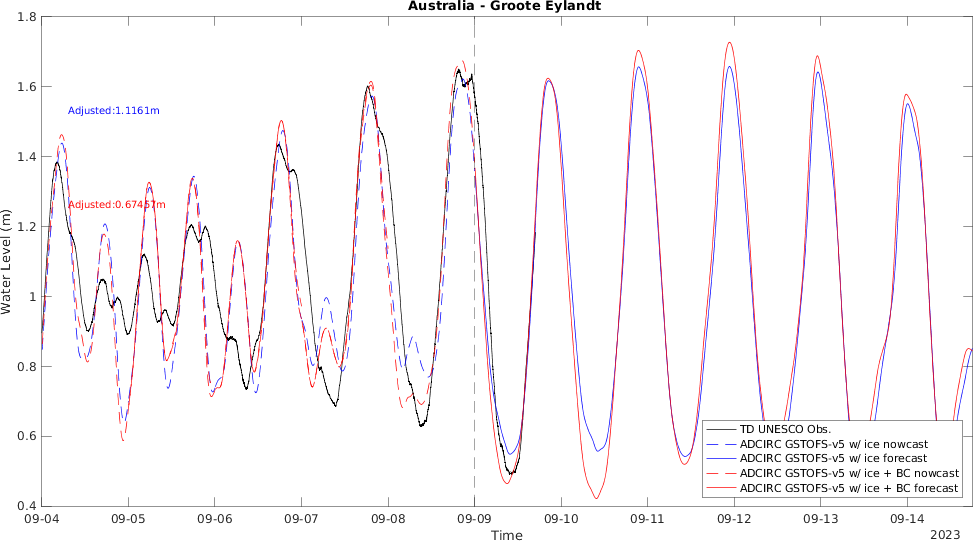 Australia - Groote Eylandt
1.8
1.6
1.4
1.2
1
0.8
0.6
0.4
Water Level (m)
Adjusted:1.1161m
Adjusted:0.67457m
TD UNESCO Obs.
ADCIRC GSTOFS-v5 w/ ice nowcast
ADCIRC GSTOFS-v5 w/ ice forecast
ADCIRC GSTOFS-v5 w/ ice + BC nowcast
ADCIRC GSTOFS-v5 w/ ice + BC forecast
09-04 09-05 09-06 09-07 09-08 09-09 09-10 09-11 09-12 09-13 09-14
Time
2023